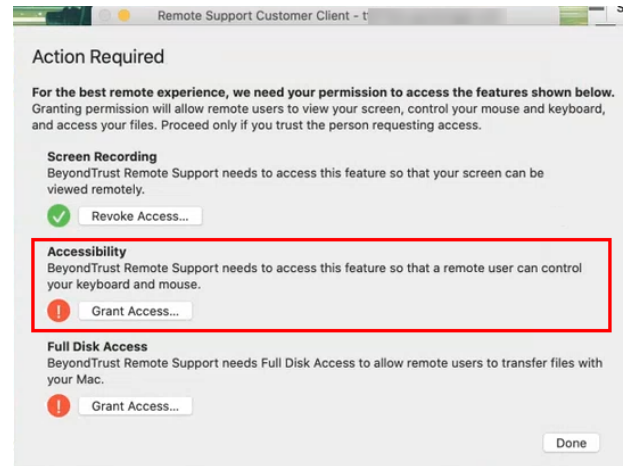 Remote Support Customer Client -
Action Required
For the best remote experience, we need your permission to access the features shown below.
Granting permission will allow remote users to view your screen, control your mouse and keyboard,
and access your files. Proceed only if you trust the person requesting access.
Screen Recording
BeyondTrust Remote Support needs to access this feature so that your screen can be
viewed remotely.
Revoke Access...
Accessibility
BeyondTrust Remote Support needs to access this feature so that a remote user can control
your keyboard and mouse.
Grant Access...
Full Disk Access
BeyondTrust Remote Support needs Full Disk Access to allow remote users to transfer files with
your Mac.
Grant Access...
Done